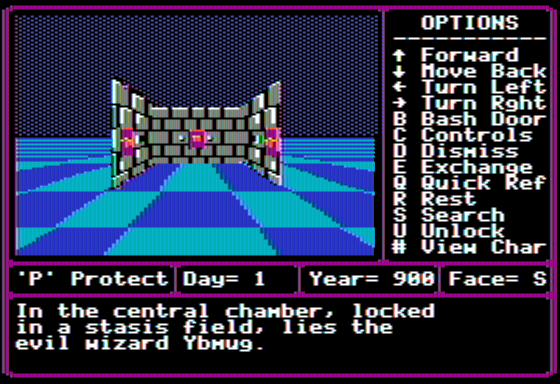 OPTIONS
------------
↑ Forward
↓ Move Back
← Turn Left
→ Turn Rght
B Bash Door
C Controls
D Dismiss
E Exchange
Q Quick Ref
R Rest
S Search
U Unlock
# View Char
'P' Protect Day= 1 Year= 900 Face= S
In the central chamber, locked
in a stasis field, lies the
evil wizard Ybmug.